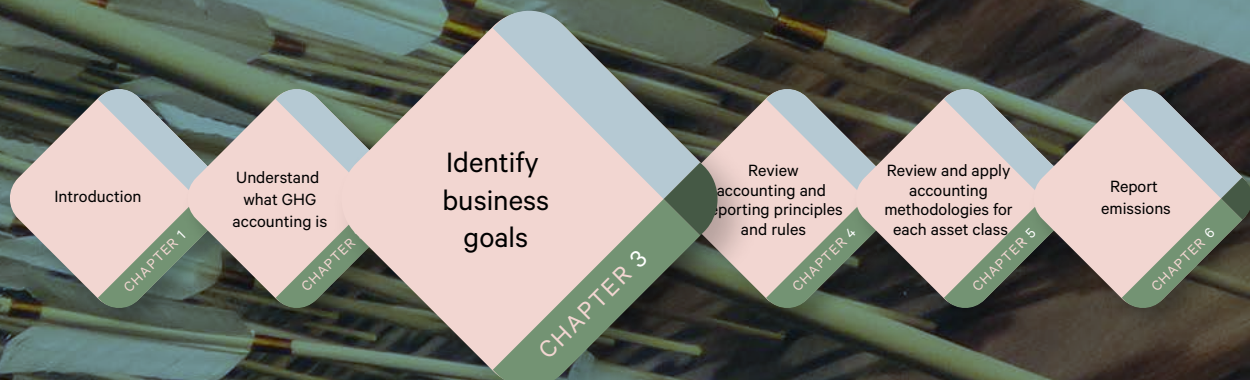 Introduction
CHAPTER 1
Understand
what GHG
accounting is
CHAPTER
Identify
business
goals
CHAPTER 3
Review
accounting and
eporting principles
and rules
CHAPTER 4
Review and apply
accounting
methodologies for
each asset class
CHAPTER 5
Report
emissions
CHAPTER 6